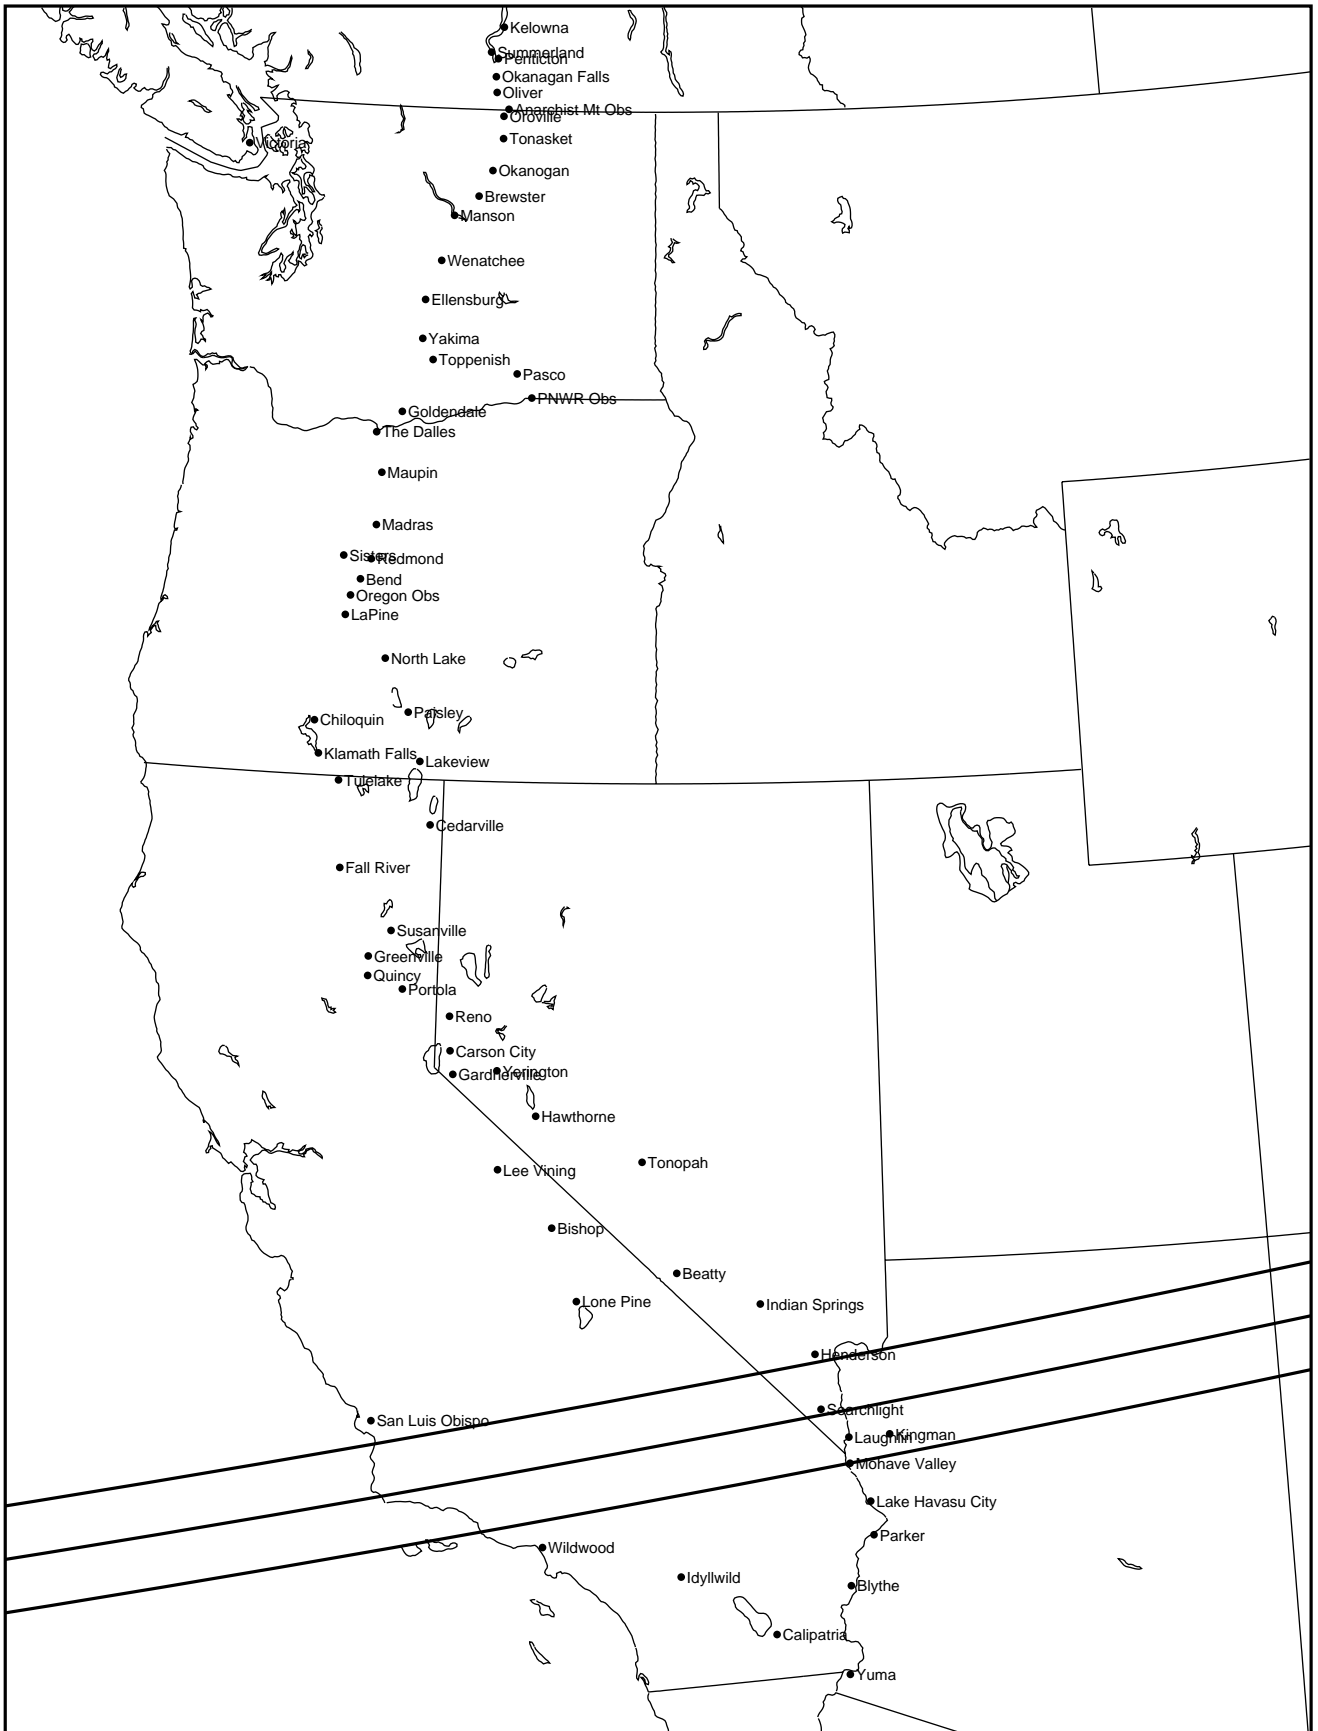 Kelowna
Summerland
Penticton
Okanagan Falls
Oliver
Anarchist Mt Obs
Oroville
Tonasket
Victoria
Okanogan
Brewster
Manson
Wenatchee
Ellensburg
Yakima
Toppenish
Pasco
PNWR Obs
Goldendale
The Dalles
Maupin
Madras
Sisters
Redmond
Bend
Oregon Obs
LaPine
North Lake
Paisley
Chiloquin
Klamath Falls
Lakeview
Tulelake
Cedarville
Fall River
Susanville
Greenville
Quincy
Portola
Reno
Carson City
Yerington
Gardnerville
Hawthorne
Tonopah
Lee Vining
Bishop
Beatty
Lone Pine
Indian Springs
Henderson
Searchlight
San Luis Obispo
Kingman
Laughlin
Mohave Valley
Lake Havasu City
Parker
Wildwood
Idyllwild
Blythe
Calipatria
Yuma